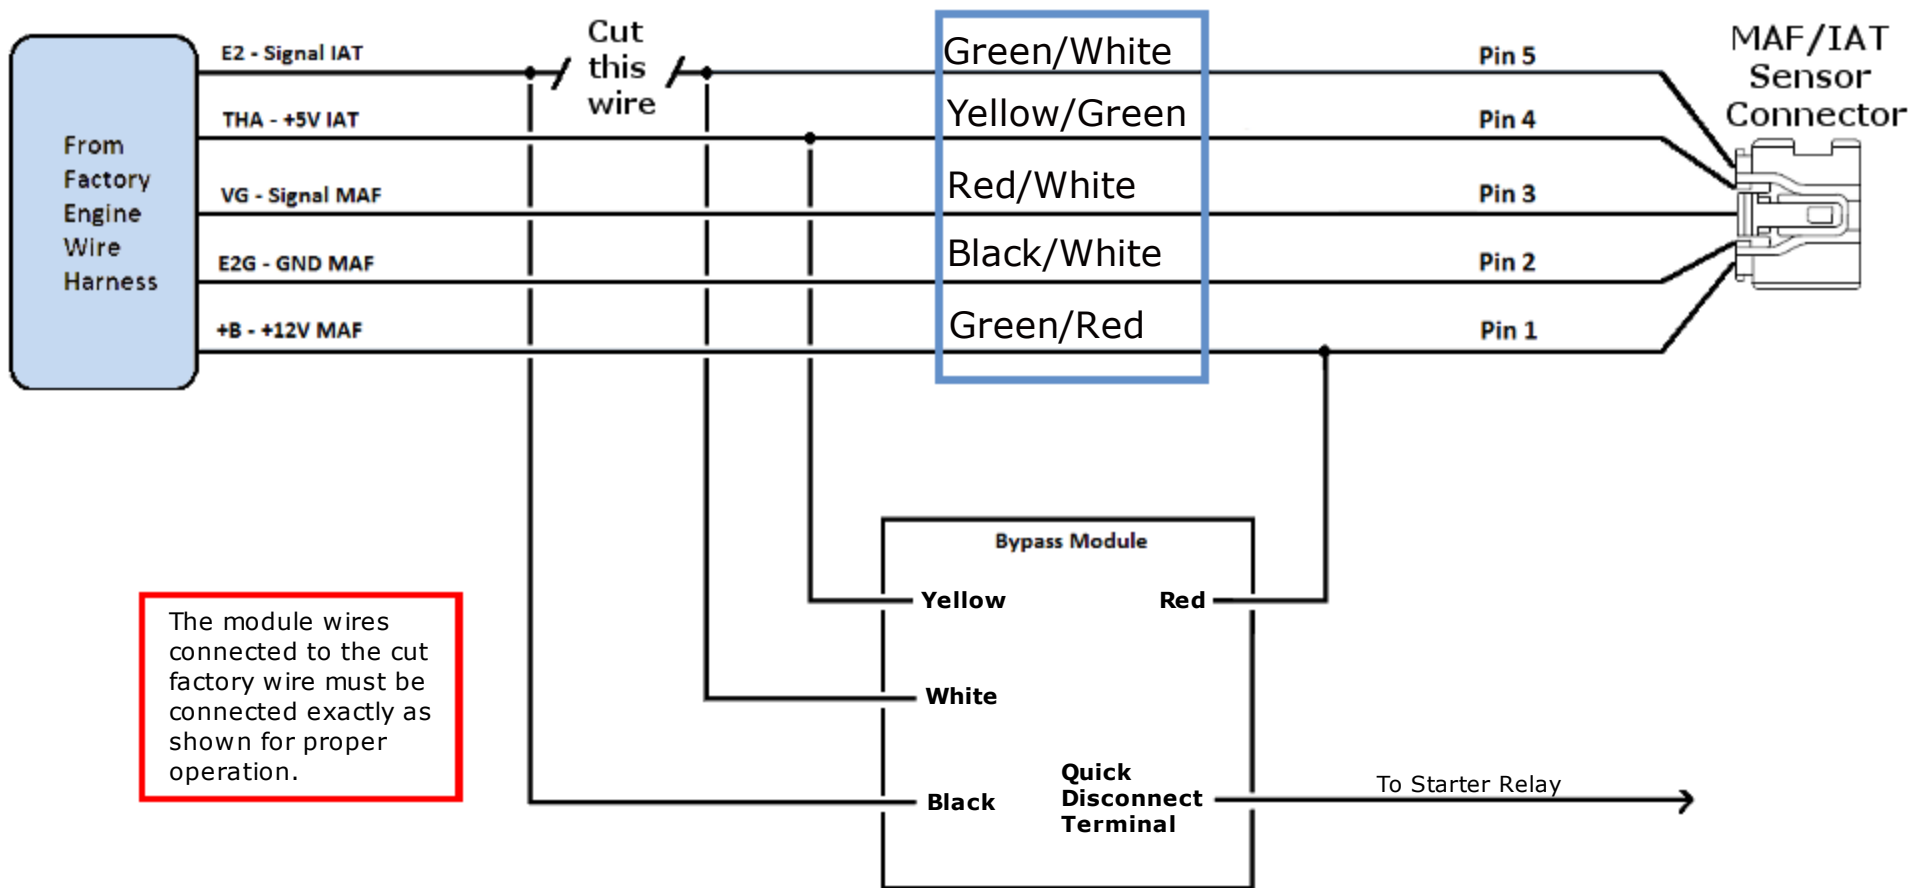 E2 - Signal IAT
Cut
this
wire
Green/White
Pin 5
MAF/IAT
Sensor
Connector
THA - +5V IAT
Yellow/Green
Pin 4
From
Factory
Engine
Wire
Harness
VG - Signal MAF
Red/White
Pin 3
E2G - GND MAF
Black/White
Pin 2
+B - +12V MAF
Green/Red
Pin 1
Bypass Module
Yellow
Red
White
Black
Quick
Disconnect
Terminal
To Starter Relay
The module wires
connected to the cut
factory wire must be
connected exactly as
shown for proper
operation.